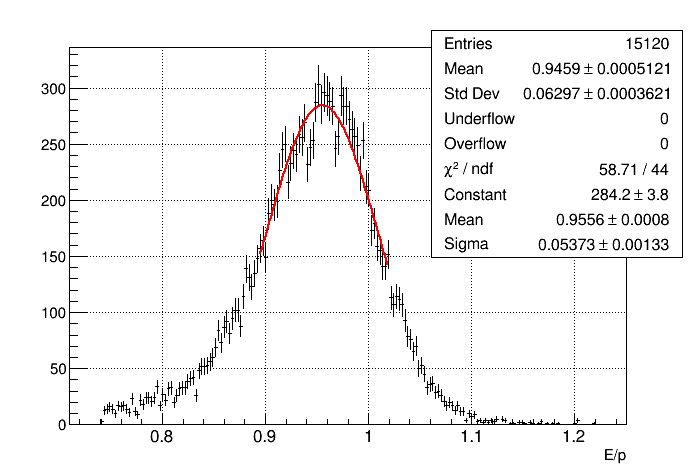 Entries 15120
Mean 0.9459 ± 0.0005121
Std Dev 0.06297 ± 0.0003621
Underflow 0
Overflow 0
χ² / ndf 58.71 / 44
Constant 284.2 ± 3.8
Mean 0.9556 ± 0.0008
Sigma 0.05373 ± 0.00133
300
250
200
150
100
50
0
0.8 0.9 1 1.1 1.2
E/p